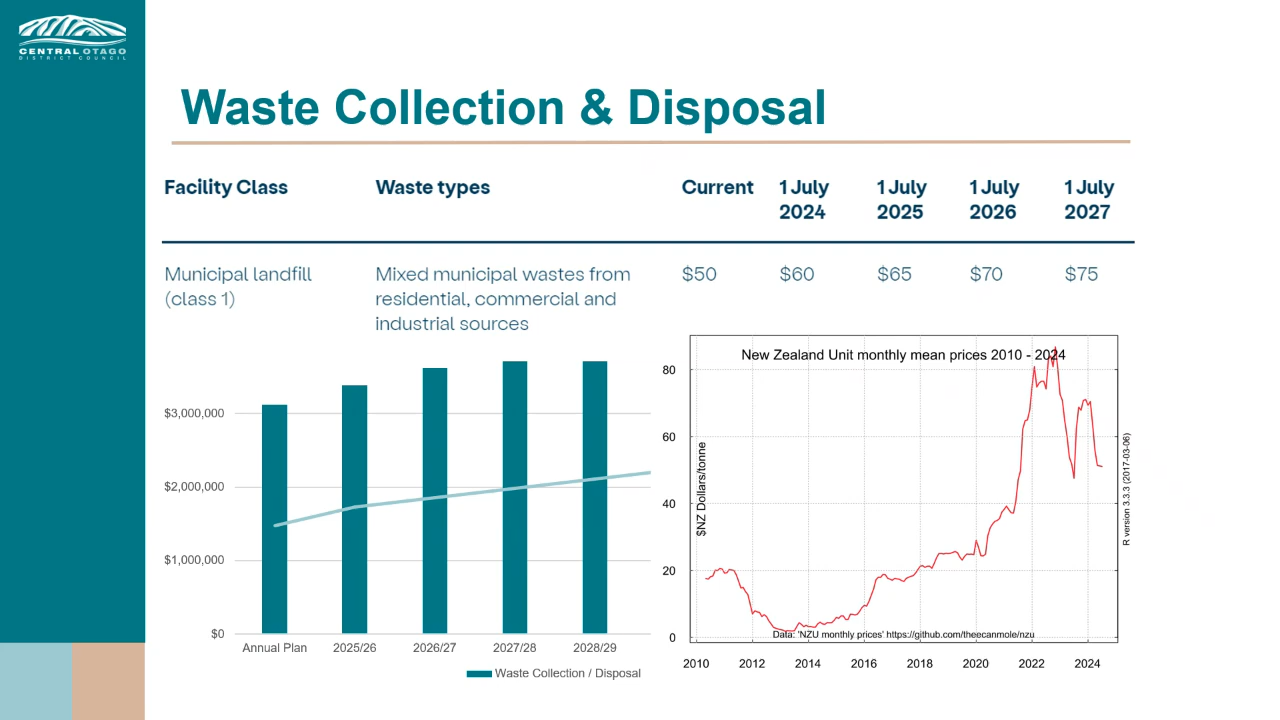 CENTRAL OTAGO
DISTRICT COUNCIL
Waste Collection & Disposal
Facility Class Waste types Current 1 July 2024 1 July 2025 1 July 2026 1 July 2027
Municipal landfill (class 1) Mixed municipal wastes from residential, commercial and industrial sources $50 $60 $65 $70 $75
$3,000,000
$2,000,000
$1,000,000
$0
Annual Plan 2025/26 2026/27 2027/28 2028/29
Waste Collection / Disposal
New Zealand Unit monthly mean prices 2010 - 2024
80
60
40
20
0
$NZ Dollars/tonne
R version 3.3.3 (2017-03-06)
Data: 'NZU monthly prices' https://github.com/theecanmole/nzu
2010 2012 2014 2016 2018 2020 2022 2024